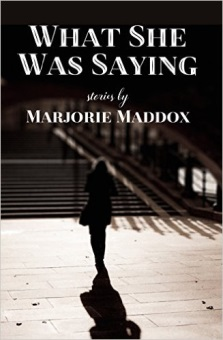 WHAT SHE
WAS SAYING
stories by
MARJORIE MADDOX